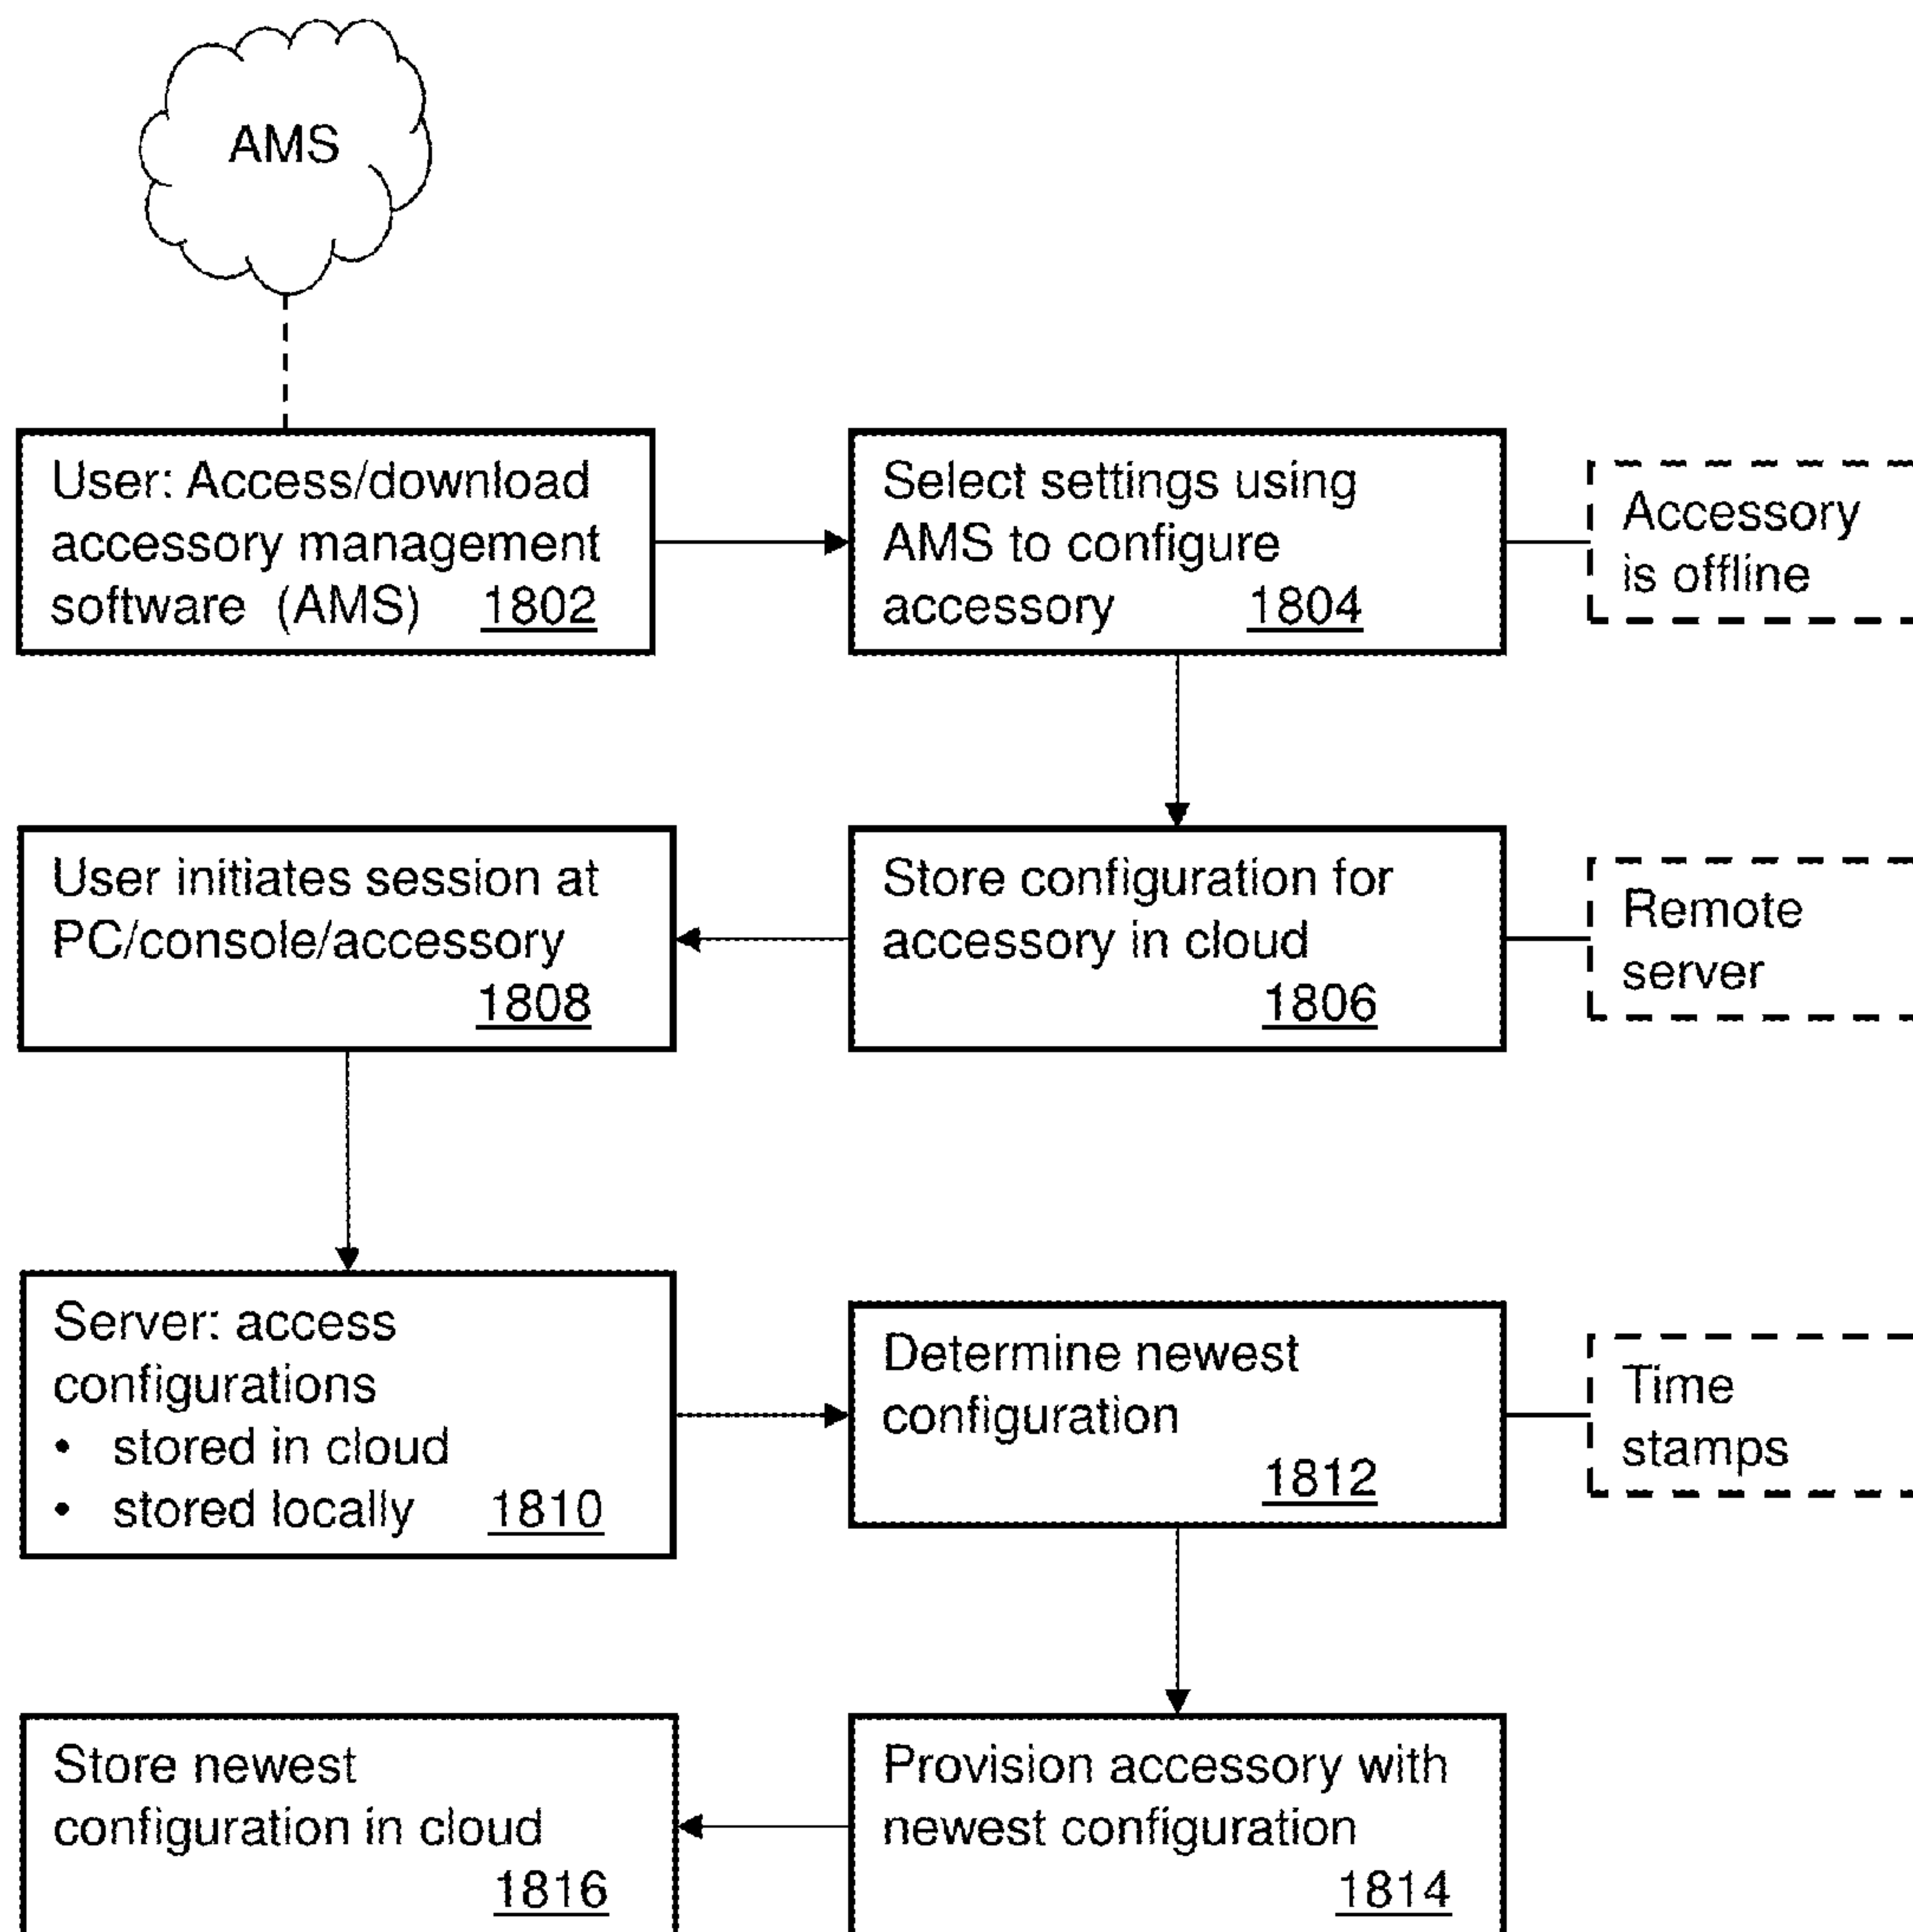 AMS
User: Access/download
accessory management
software (AMS) 1802
Select settings using
AMS to configure
accessory 1804
Accessory
is offline
User initiates session at
PC/console/accessory
1808
Store configuration for
accessory in cloud
1806
Remote
server
Server: access
configurations
• stored in cloud
• stored locally 1810
Determine newest
configuration
1812
Time
stamps
Store newest
configuration in cloud
1816
Provision accessory with
newest configuration
1814